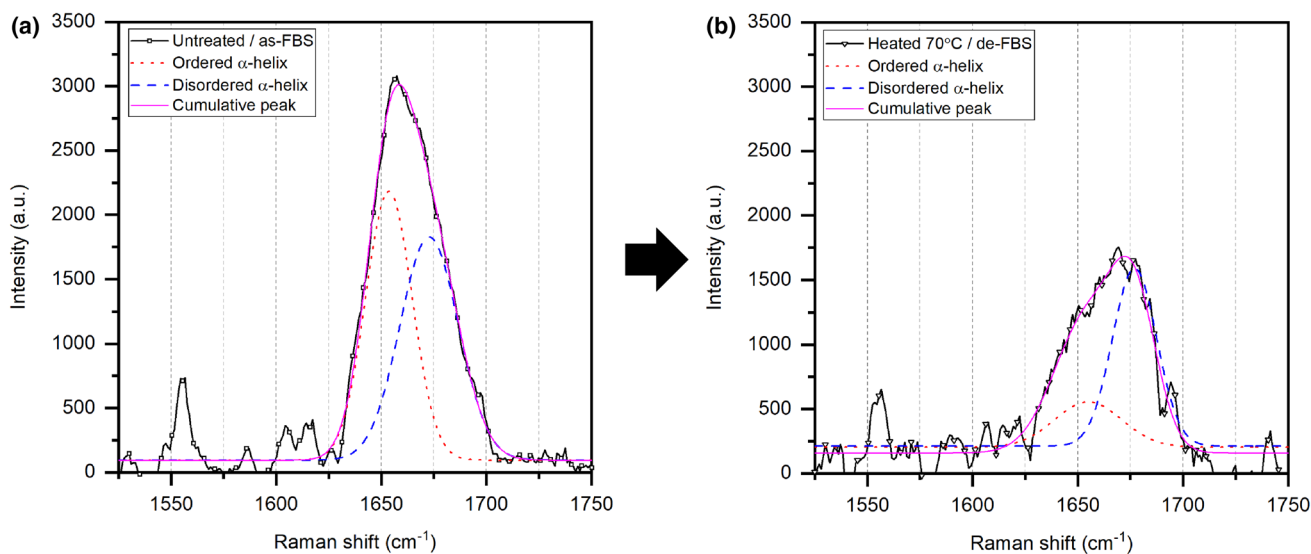 (a)
3500
3000
2500
2000
1500
1000
500
0
Intensity (a.u.)
Untreated / as-FBS
Ordered α-helix
Disordered α-helix
Cumulative peak
1550
1600
1650
1700
1750
Raman shift (cm⁻¹)
(b)
3500
3000
2500
2000
1500
1000
500
0
Intensity (a.u.)
Heated 70°C / de-FBS
Ordered α-helix
Disordered α-helix
Cumulative peak
1550
1600
1650
1700
1750
Raman shift (cm⁻¹)